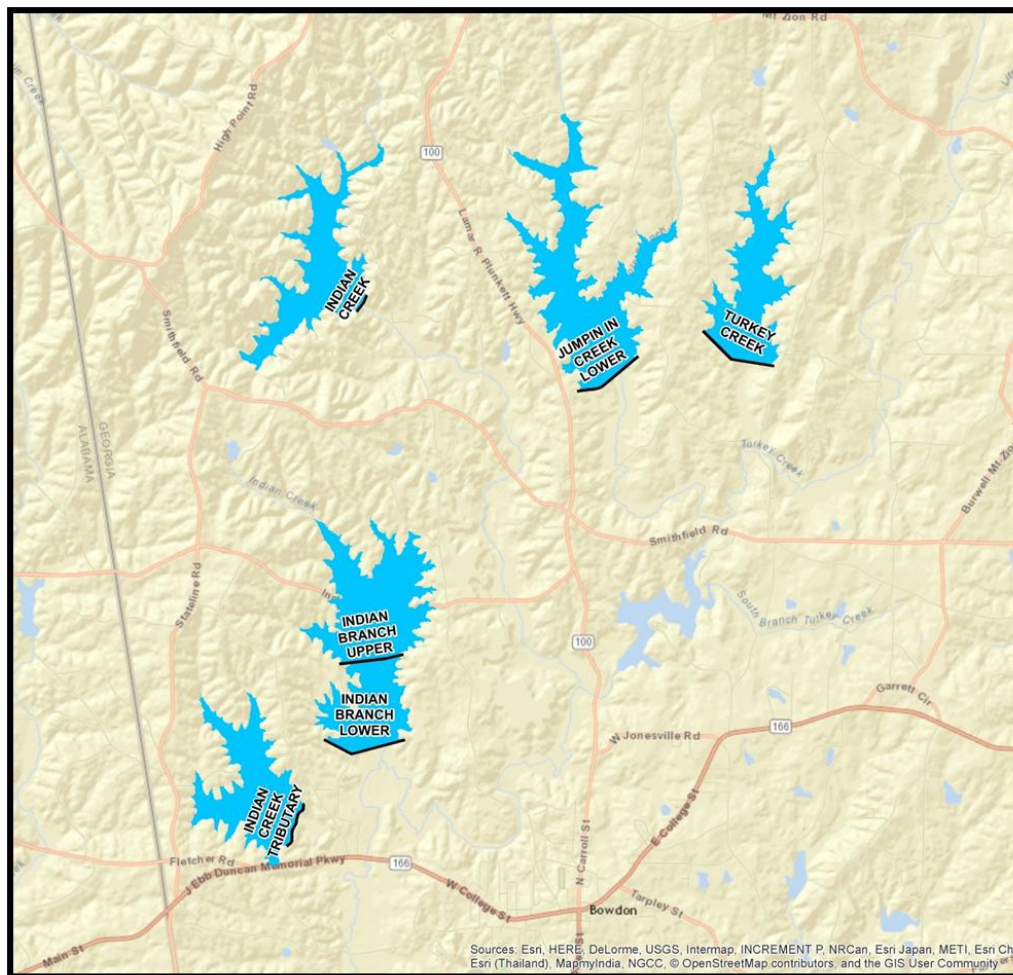 Mt Zion Rd
High Point Rd
100
Lamar R Plunkett Hwy
INDIAN
CREEK
JUMPIN IN
CREEK
LOWER
TURKEY
CREEK
Smithfield Rd
ALABAMA
GEORGIA
Turkey Creek
Indian Creek
Burwell Mt Zion
Smithfield Rd
Stateline Rd
South Branch Turkey Creek
INDIAN
BRANCH
UPPER
100
INDIAN
BRANCH
LOWER
Garrett Cir
166
W Jonesville Rd
INDIAN
CREEK
TRIBUTARY
E College St
N Carroll St
Fletcher Rd
J Ebb Duncan Memorial Pkwy
166
W College St
Tarpley St
Bowdon
Main St
Sources: Esri, HERE, DeLorme, USGS, Intermap, INCREMENT P, NRCan, Esri Japan, METI, Esri Ch
Esri (Thailand), MapmyIndia, NGCC, © OpenStreetMap contributors, and the GIS User Community